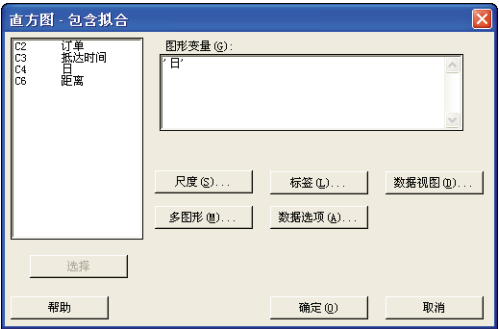 直方图 - 包含拟合
C2 订单
C3 抵达时间
C4 日
C6 距离
图形变量(G):
'日'
尺度(S)... 标签(L)... 数据视图(D)...
多图形(M)... 数据选项(A)...
选择
帮助 确定(O) 取消